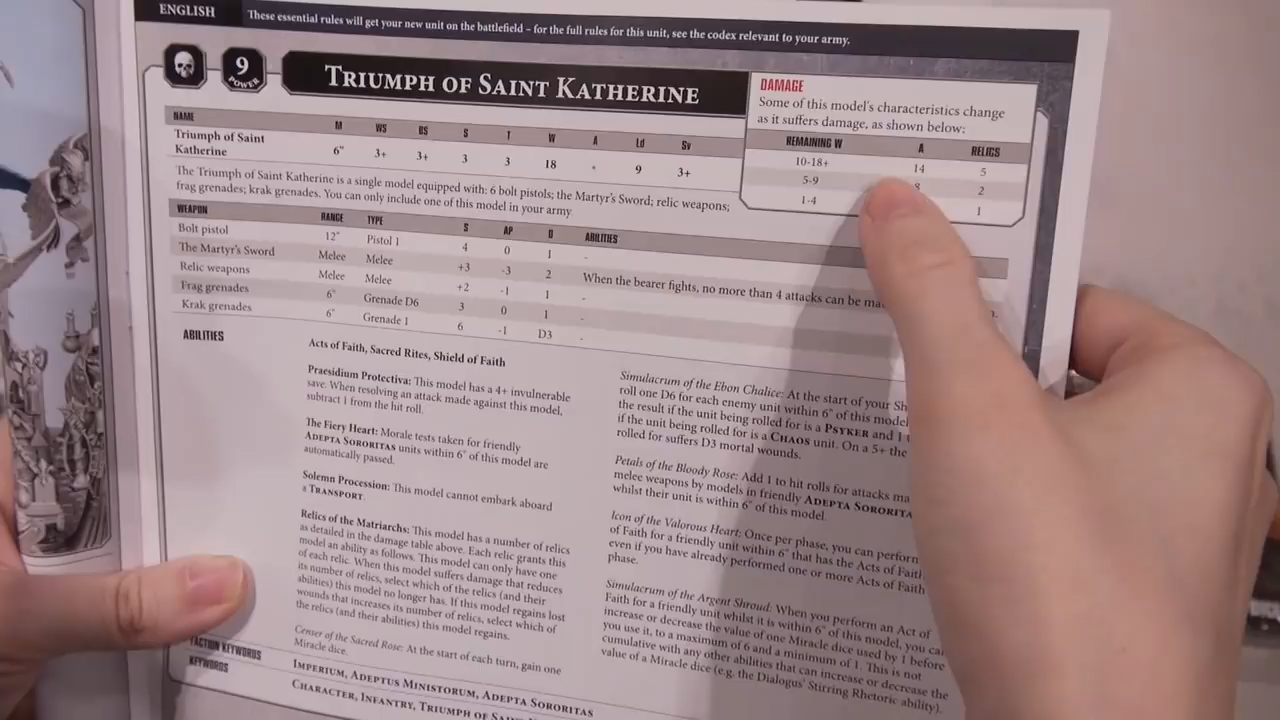 ENGLISH
These essential rules will get your new unit on the battlefield – for the full rules for this unit, see the codex relevant to your army.
9
POWER
TRIUMPH OF SAINT KATHERINE
DAMAGE
Some of this model's characteristics change
as it suffers damage, as shown below:
REMAINING W A RELICS
10-18+ 14 5
5-9 8 2
1-4 1
NAME M WS BS S T W A Ld Sv
Triumph of Saint
Katherine 6" 3+ 3+ 3 3 18 * 9 3+
The Triumph of Saint Katherine is a single model equipped with: 6 bolt pistols; the Martyr's Sword; relic weapons;
frag grenades; krak grenades. You can only include one of this model in your army.
WEAPON RANGE TYPE S AP D ABILITIES
Bolt pistol 12" Pistol 1 4 0 1 -
The Martyr's Sword Melee Melee +3 -3 2 When the bearer fights, no more than 4 attacks can be
Relic weapons Melee Melee +2 -1 1 -
Frag grenades 6" Grenade D6 3 0 1 -
Krak grenades 6" Grenade 1 6 -1 D3 -
ABILITIES
Acts of Faith, Sacred Rites, Shield of Faith
Praesidium Protectiva: This model has a 4+ invulnerable
save. When resolving an attack made against this model,
subtract 1 from the hit roll.
The Fiery Heart: Morale tests taken for friendly
ADEPTA SORORITAS units within 6" of this model are
automatically passed.
Solemn Procession: This model cannot embark aboard
a TRANSPORT.
Relics of the Matriarchs: This model has a number of relics
as detailed in the damage table above. Each relic grants this
model an ability as follows. This model can only have one
of each relic. When this model suffers damage that reduces
its number of relics, select which of the relics (and their
abilities) this model no longer has. If this model regains lost
wounds that increases its number of relics, select which of
the relics (and their abilities) this model regains.
Censer of the Sacred Rose: At the start of each turn, gain one
Miracle dice.
Simulacrum of the Ebon Chalice: At the start of your
roll one D6 for each enemy unit within 6" of this model
the result if the unit being rolled for is a PSYKER and 1
if the unit being rolled for is a CHAOS unit. On a 5+ the
rolled for suffers D3 mortal wounds.
Petals of the Bloody Rose: Add 1 to hit rolls for attacks
melee weapons by models in friendly ADEPTA
whilst their unit is within 6" of this model.
Icon of the Valorous Heart: Once per phase, you can perform
of Faith for a friendly unit within 6" that has the Acts of
even if you have already performed one or more Acts of Faith
phase.
Simulacrum of the Argent Shroud: When you perform an Act of
Faith for a friendly unit whilst it is within 6" of this model, you can
increase or decrease the value of one Miracle dice used by 1 before
you use it, to a maximum of 6 and a minimum of 1. This is not
cumulative with any other abilities that can increase or decrease the
value of a Miracle dice (e.g. the Dialogus' Stirring Rhetoric ability).
FACTION KEYWORDS IMPERIUM, ADEPTUS MINISTORUM, ADEPTA SORORITAS
KEYWORDS CHARACTER, INFANTRY, TRIUMPH OF